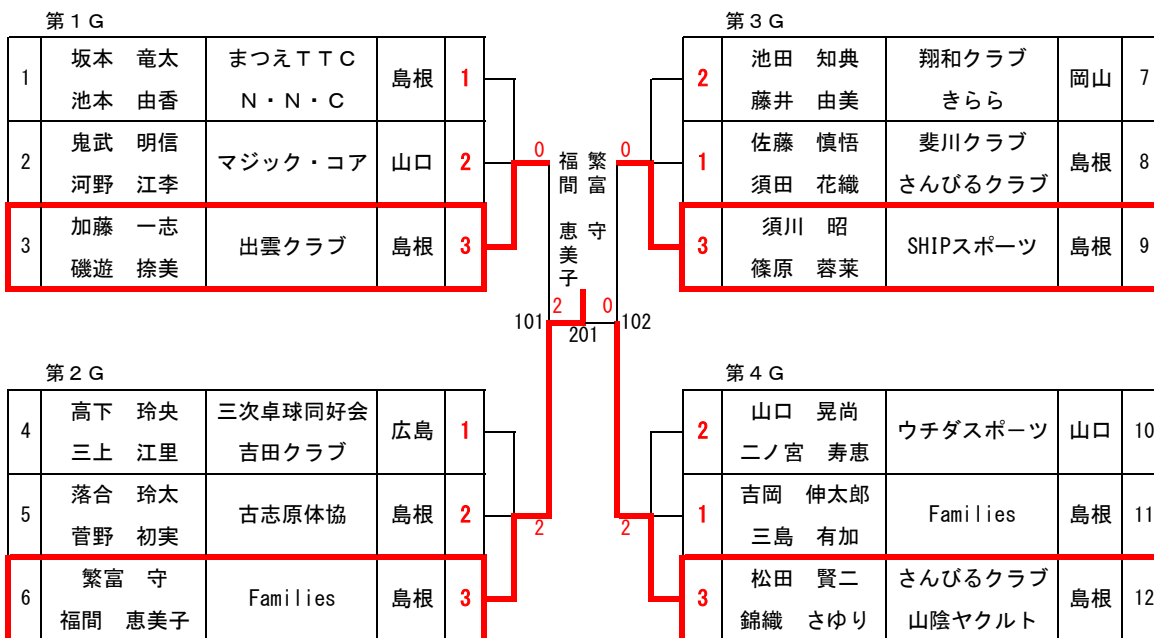 第１Ｇ
1 坂本　竜太 まつえＴＴＣ 島根 1
池本　由香 Ｎ・Ｎ・Ｃ
2 鬼武　明信 マジック・コア 山口 2
河野　江李
3 加藤　一志 出雲クラブ 島根 3
磯遊　捺美
第２Ｇ
4 高下　玲央 三次卓球同好会 広島 1
三上　江里 吉田クラブ
5 落合　玲太 古志原体協 島根 2
菅野　初実
6 繁富　守 Families 島根 3
福間　恵美子
0
2
101
繁富　守
福間　恵美子
2 0
201
0
2
102
第３Ｇ
2 池田　知典 翔和クラブ 岡山 7
藤井　由美 きらら
1 佐藤　慎悟 斐川クラブ 島根 8
須田　花織 さんびるクラブ
3 須川　昭 SHIPスポーツ 島根 9
篠原　蓉莱
第４Ｇ
2 山口　晃尚 ウチダスポーツ 山口 10
二ノ宮　寿恵
1 吉岡　伸太郎 Families 島根 11
三島　有加
3 松田　賢二 さんびるクラブ 島根 12
錦織　さゆり 山陰ヤクルト